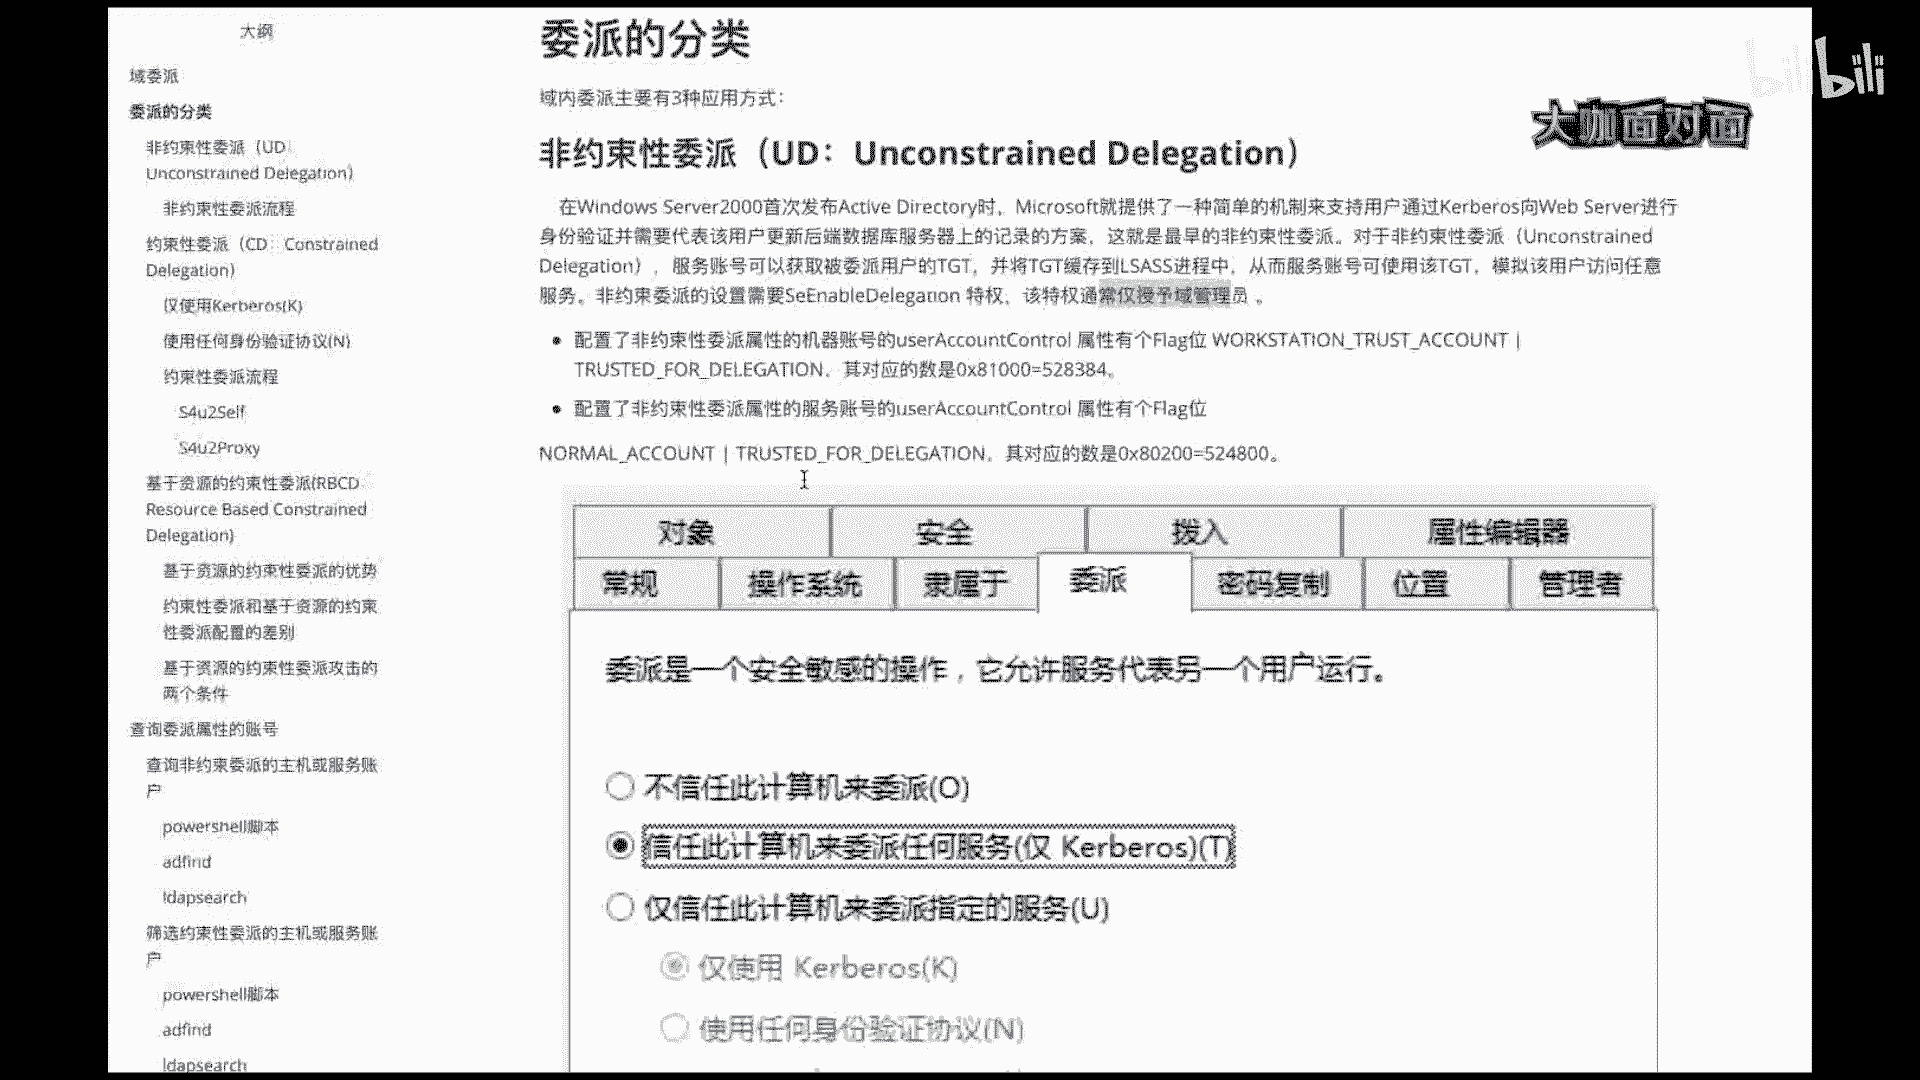 大纲
域委派
委派的分类
非约束性委派（UD：
Unconstrained Delegation）
非约束性委派流程
约束性委派（CD：Constrained
Delegation）
仅使用Kerberos(K)
使用任何身份验证协议(N)
约束性委派流程
S4u2Self
S4u2Proxy
基于资源的约束性委派(RBCD
Resource Based Constrained
Delegation)
基于资源的约束性委派的优势
约束性委派和基于资源的约束
性委派配置的差别
基于资源的约束性委派攻击的
两个条件
查询委派属性的账号
查询非约束委派的主机或服务账
户
powershell脚本
adfind
ldapsearch
筛选约束性委派的主机或服务账
户
powershell脚本
adfind
ldapsearch
委派的分类
域内委派主要有3种应用方式：
非约束性委派（UD：Unconstrained Delegation）
在Windows Server2000首次发布Active Directory时，Microsoft就提供了一种简单的机制来支持用户通过Kerberos向Web Server进行
身份验证并需要代表该用户更新后端数据库服务器上的记录的方案，这就是最早的非约束性委派。对于非约束性委派（Unconstrained
Delegation），服务账号可以获取被委派用户的TGT，并将TGT缓存到LSASS进程中，从而服务账号可使用该TGT，模拟该用户访问任意
服务。非约束委派的设置需要SeEnableDelegation 特权，该特权通常仅授予域管理员 。
配置了非约束性委派属性的机器账号的userAccountControl 属性有个Flag位 WORKSTATION_TRUST_ACCOUNT |
TRUSTED_FOR_DELEGATION，其对应的数是0x81000=528384。
配置了非约束性委派属性的服务账号的userAccountControl 属性有个Flag位
NORMAL_ACCOUNT | TRUSTED_FOR_DELEGATION，其对应的数是0x80200=524800。
对象 安全 拨入 属性编辑器
常规 操作系统 隶属于 委派 密码复制 位置 管理者
委派是一个安全敏感的操作，它允许服务代表另一个用户运行。
不信任此计算机来委派(O)
信任此计算机来委派任何服务(仅 Kerberos)(T)
仅信任此计算机来委派指定的服务(U)
仅使用 Kerberos(K)
使用任何身份验证协议(N)
大咖面对面
bilibili